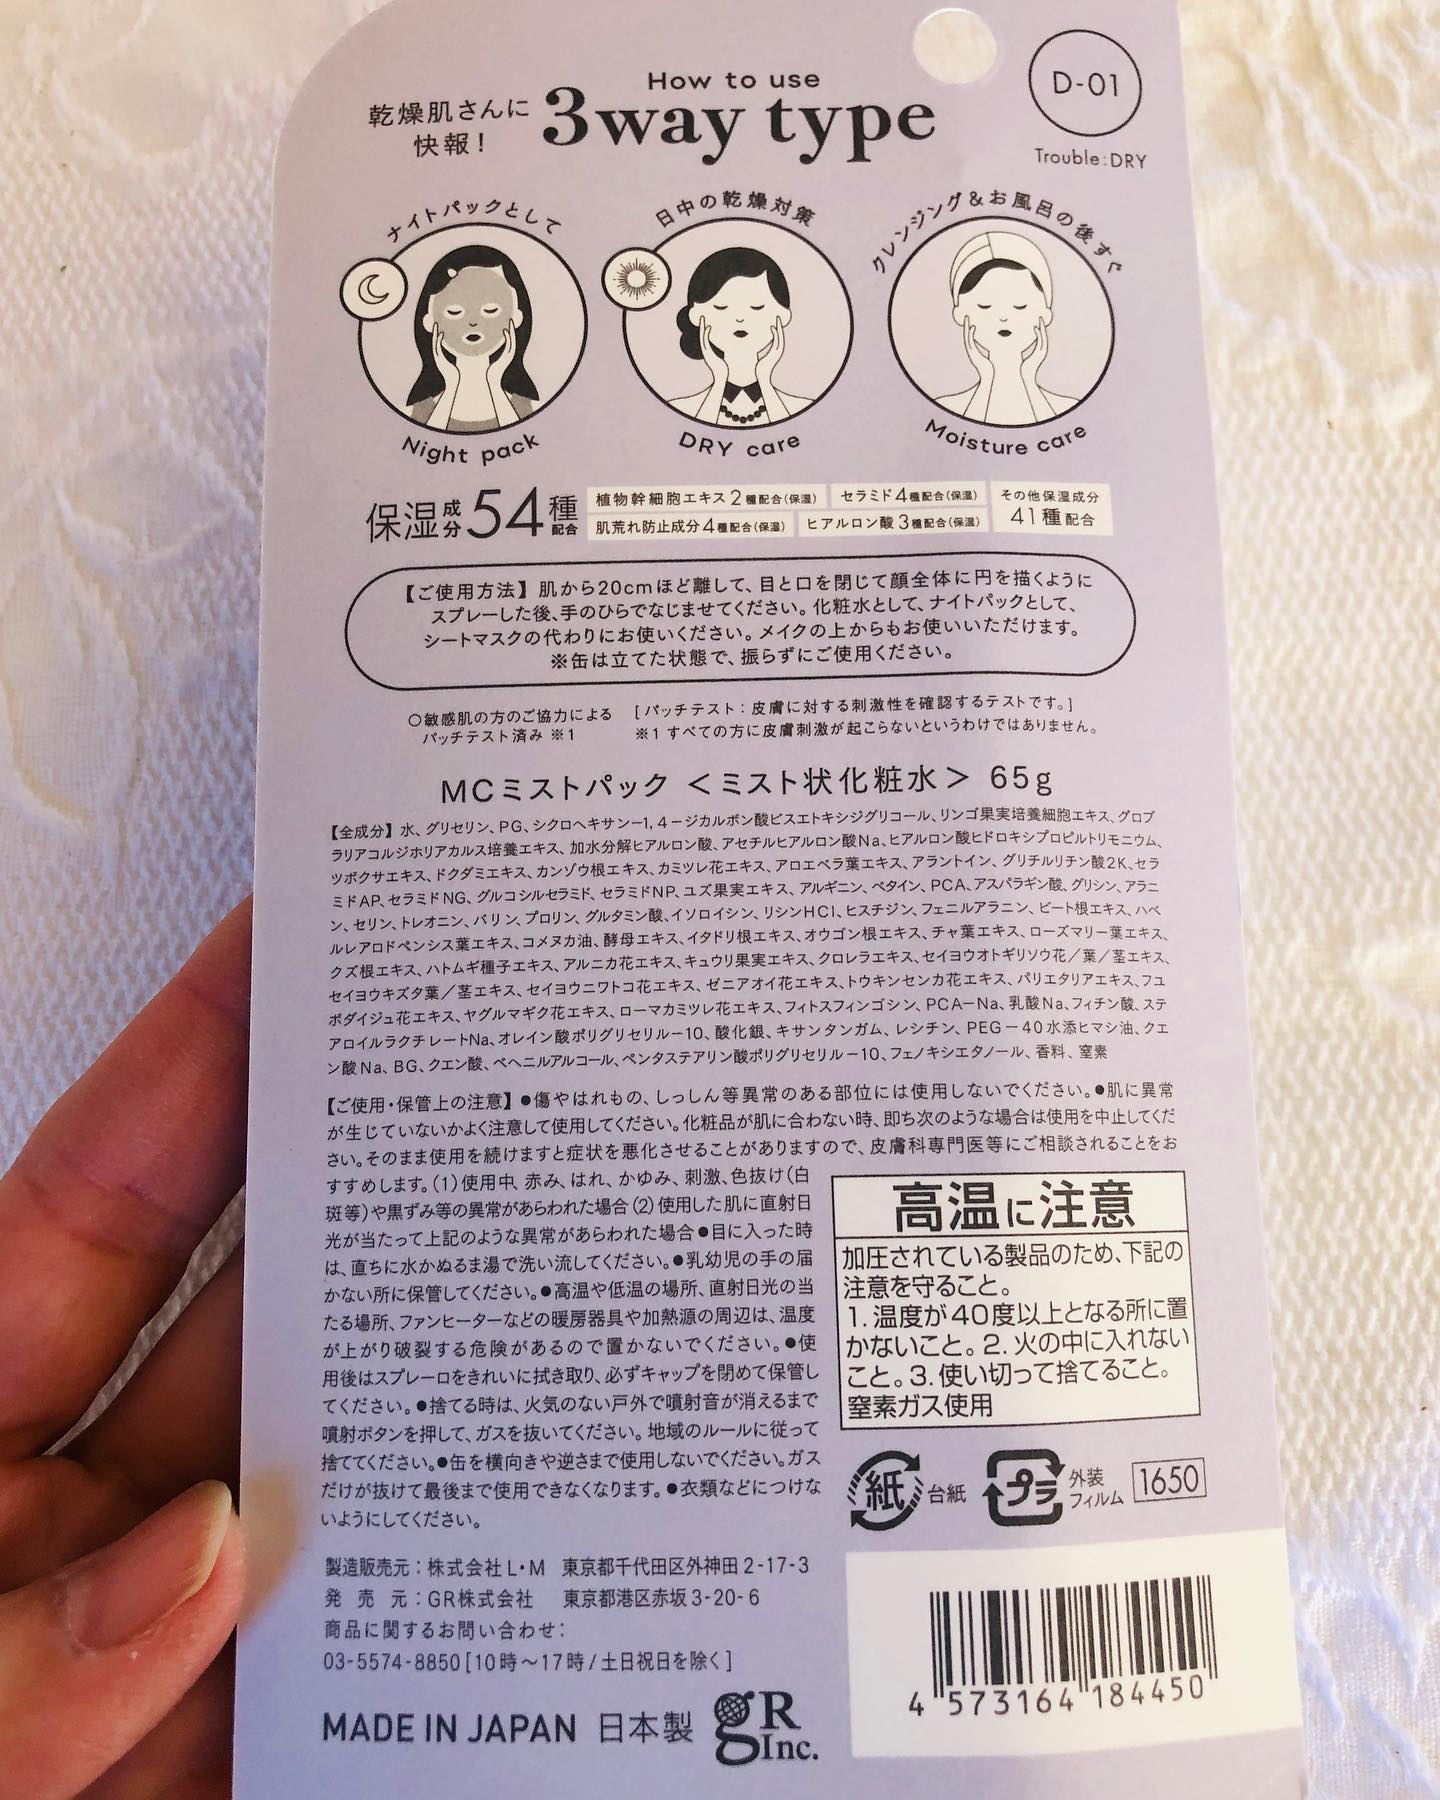 How to use
乾燥肌さんに
快報!
3way type
D-01
Trouble:DRY
ナイトパックとして
日中の乾燥対策
クレンジング&お風呂の後すぐ
Night pack
DRY care
Moisture care
保湿成分54種配合
植物幹細胞エキス2種配合(保湿)
セラミド4種配合(保湿)
その他保湿成分
41種配合
肌荒れ防止成分4種配合(保湿)
ヒアルロン酸3種配合(保湿)
【ご使用方法】肌から20cmほど離して、目と口を閉じて顔全体に円を描くように
スプレーした後、手のひらでなじませてください。化粧水として、ナイトパックとして、
シートマスクの代わりにお使いください。メイクの上からもお使いいただけます。
※缶は立てた状態で、振らずにご使用ください。
○敏感肌の方のご協力による
パッチテスト済み ※1
[パッチテスト:皮膚に対する刺激性を確認するテストです。]
※1 すべての方に皮膚刺激が起こらないというわけではありません。
MCミストパック <ミスト状化粧水> 65g
【全成分】水、グリセリン、PG、シクロヘキサン-1, 4-ジカルボン酸ビスエトキシジグリコール、リンゴ果実培養細胞エキス、グロブ
ラリアコルジホリアカルス培養エキス、加水分解ヒアルロン酸、アセチルヒアルロン酸Na、ヒアルロン酸ヒドロキシプロピルトリモニウム、
ツボクサエキス、ドクダミエキス、カンゾウ根エキス、カミツレ花エキス、アロエベラ葉エキス、アラントイン、グリチルリチン酸2K、セラ
ミドAP、セラミドNG、グルコシルセラミド、セラミドNP、ユズ果実エキス、アルギニン、ベタイン、PCA、アスパラギン酸、グリシン、アラニ
ン、セリン、トレオニン、バリン、プロリン、グルタミン酸、イソロイシン、リシンHCl、ヒスチジン、フェニルアラニン、ビート根エキス、ハベ
ルレアロドペンシス葉エキス、コメヌカ油、酵母エキス、イタドリ根エキス、オウゴン根エキス、チャ葉エキス、ローズマリー葉エキス、
クズ根エキス、ハトムギ種子エキス、アルニカ花エキス、キュウリ果実エキス、クロレラエキス、セイヨウオトギリソウ花/葉/茎エキス、
セイヨウキズタ葉/茎エキス、セイヨウニワトコ花エキス、ゼニアオイ花エキス、トウキンセンカ花エキス、パリエタリアエキス、フユ
ボダイジュ花エキス、ヤグルマギク花エキス、ローマカミツレ花エキス、フィトスフィンゴシン、PCA-Na、乳酸Na、フィチン酸、ステ
アロイルラクチレートNa、オレイン酸ポリグリセリル-10、酸化銀、キサンタンガム、レシチン、PEG-40水添ヒマシ油、クエ
ン酸Na、BG、クエン酸、ベヘニルアルコール、ペンタステアリン酸ポリグリセリル-10、フェノキシエタノール、香料、窒素
【ご使用・保管上の注意】●傷やはれもの、しっしん等異常のある部位には使用しないでください。●肌に異常
が生じていないかよく注意して使用してください。化粧品が肌に合わない時、即ち次のような場合は使用を中止してくだ
さい。そのまま使用を続けますと症状を悪化させることがありますので、皮膚科専門医等にご相談されることをお
すすめします。(1)使用中、赤み、はれ、かゆみ、刺激、色抜け(白
斑等)や黒ずみ等の異常があらわれた場合(2)使用した肌に直射日
光が当たって上記のような異常があらわれた場合●目に入った時
は、直ちに水かぬるま湯で洗い流してください。●乳幼児の手の届
かない所に保管してください。●高温や低温の場所、直射日光の当
たる場所、ファンヒーターなどの暖房器具や加熱源の周辺は、温度
が上がり破裂する危険があるので置かないでください。●使
用後はスプレー口をきれいに拭き取り、必ずキャップを閉めて保管し
てください。●捨てる時は、火気のない戸外で噴射音が消えるまで
噴射ボタンを押して、ガスを抜いてください。地域のルールに従って
捨ててください。●缶を横向きや逆さまで使用しないでください。ガス
だけが抜けて最後まで使用できなくなります。●衣類などにつけな
いようにしてください。
高温に注意
加圧されている製品のため、下記の
注意を守ること。
1. 温度が40度以上となる所に置
かないこと。2. 火の中に入れない
こと。3. 使い切って捨てること。
窒素ガス使用
紙
台紙
プラ
外装
フィルム
1650
製造販売元:株式会社L・M 東京都千代田区外神田2-17-3
発 売 元:GR株式会社 東京都港区赤坂3-20-6
商品に関するお問い合わせ:
03-5574-8850[10時~17時/土日祝日を除く]
MADE IN JAPAN 日本製
gR
Inc.
4 573164 184450